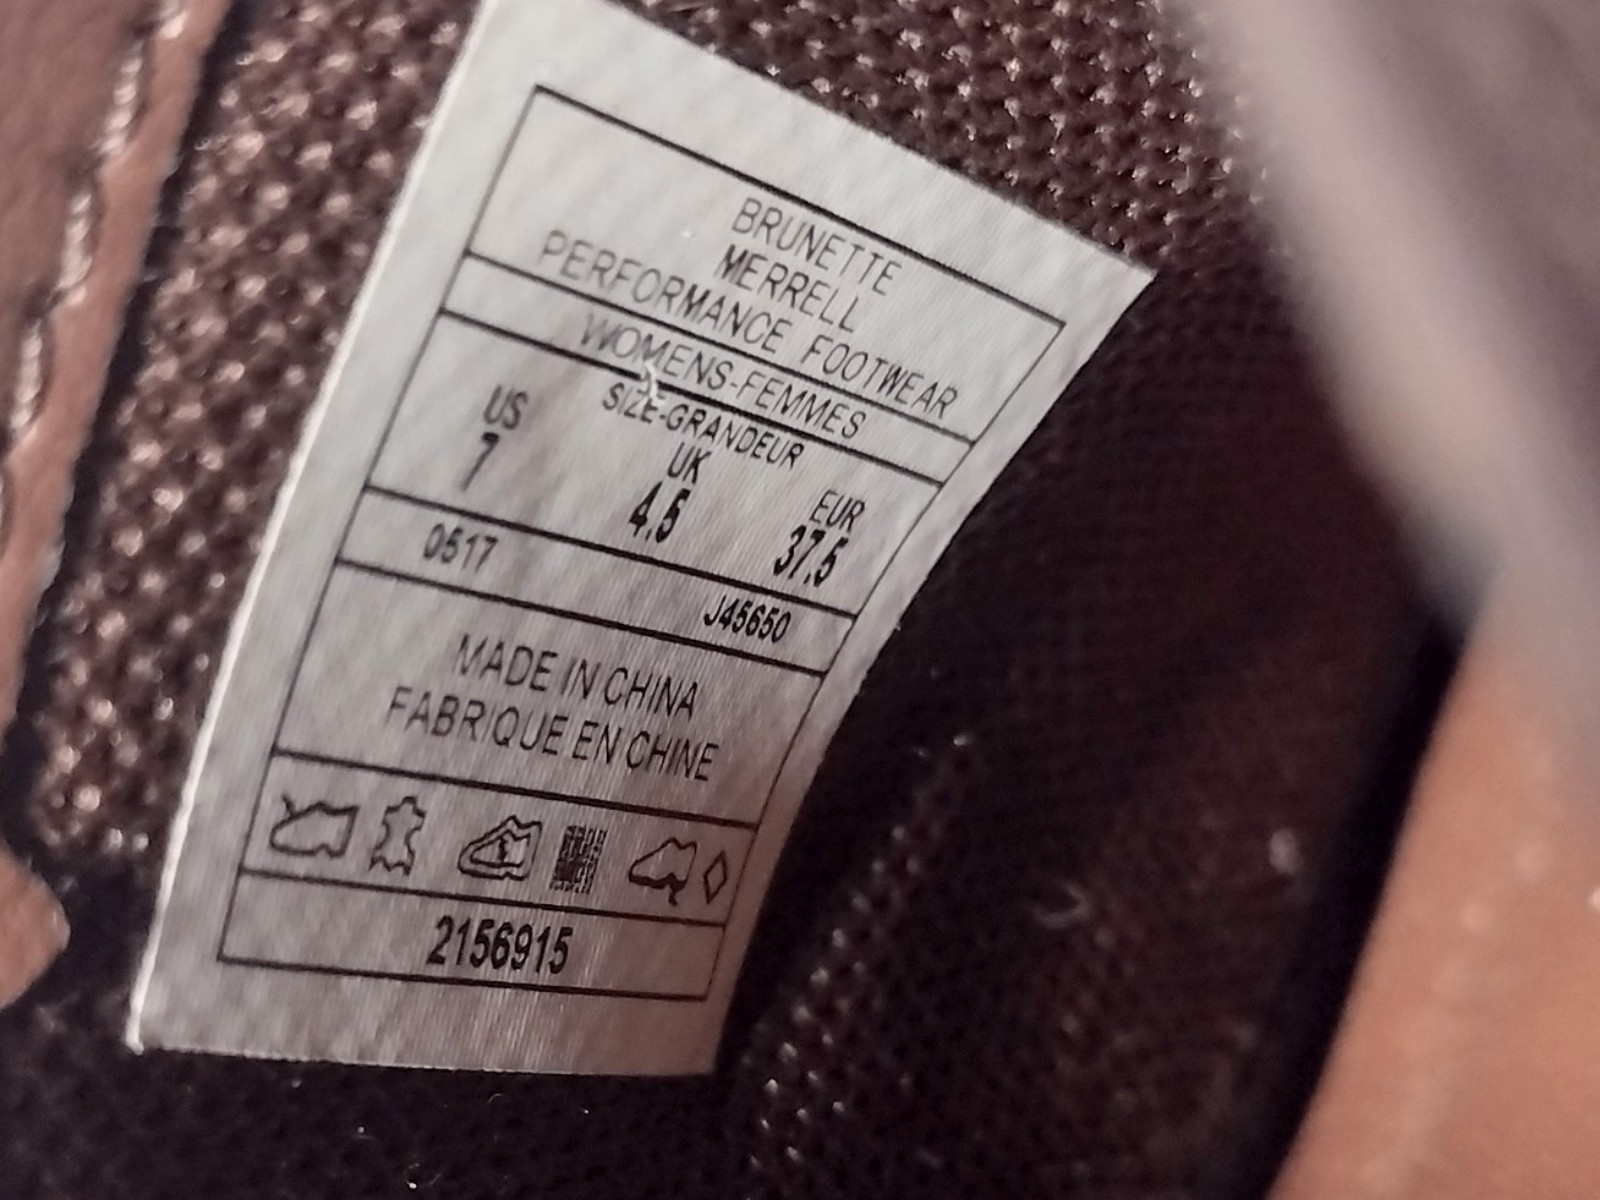 BRUNETTE
MERRELL
PERFORMANCE FOOTWEAR
WOMENS-FEMMES
SIZE-GRANDEUR
US UK EUR
7 4.5 37.5
0517 J45650
MADE IN CHINA
FABRIQUE EN CHINE
2156915